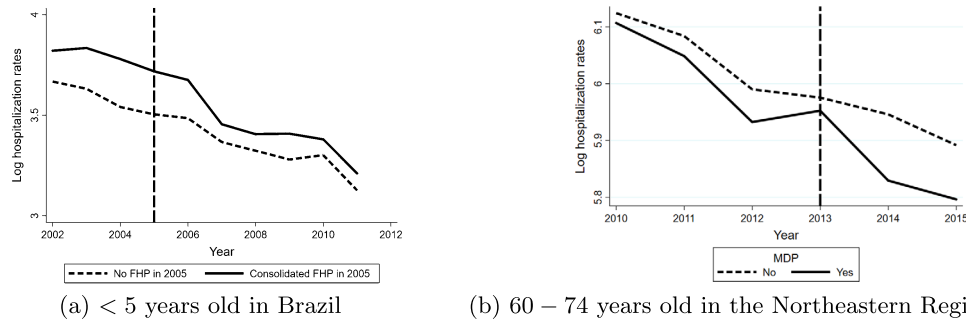 Log hospitalization rates
4
3.5
3
2002 2004 2006 2008 2010 2012
Year
No FHP in 2005 Consolidated FHP in 2005
(a) < 5 years old in Brazil
Log hospitalization rates
6.1
6
5.9
5.8
2010 2011 2012 2013 2014 2015
Year
MDP
No Yes
(b) 60 − 74 years old in the Northeastern Regi